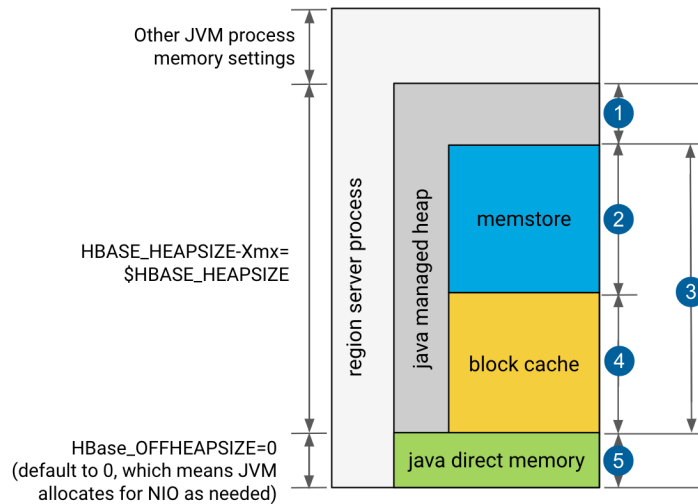 Other JVM process
memory settings
1
memstore
2
HBASE_HEAPSIZE-Xmx=
$HBASE_HEAPSIZE
region server process
java managed heap
3
block cache
4
HBase_OFFHEAPSIZE=0
(default to 0, which means JVM
allocates for NIO as needed)
java direct memory
5